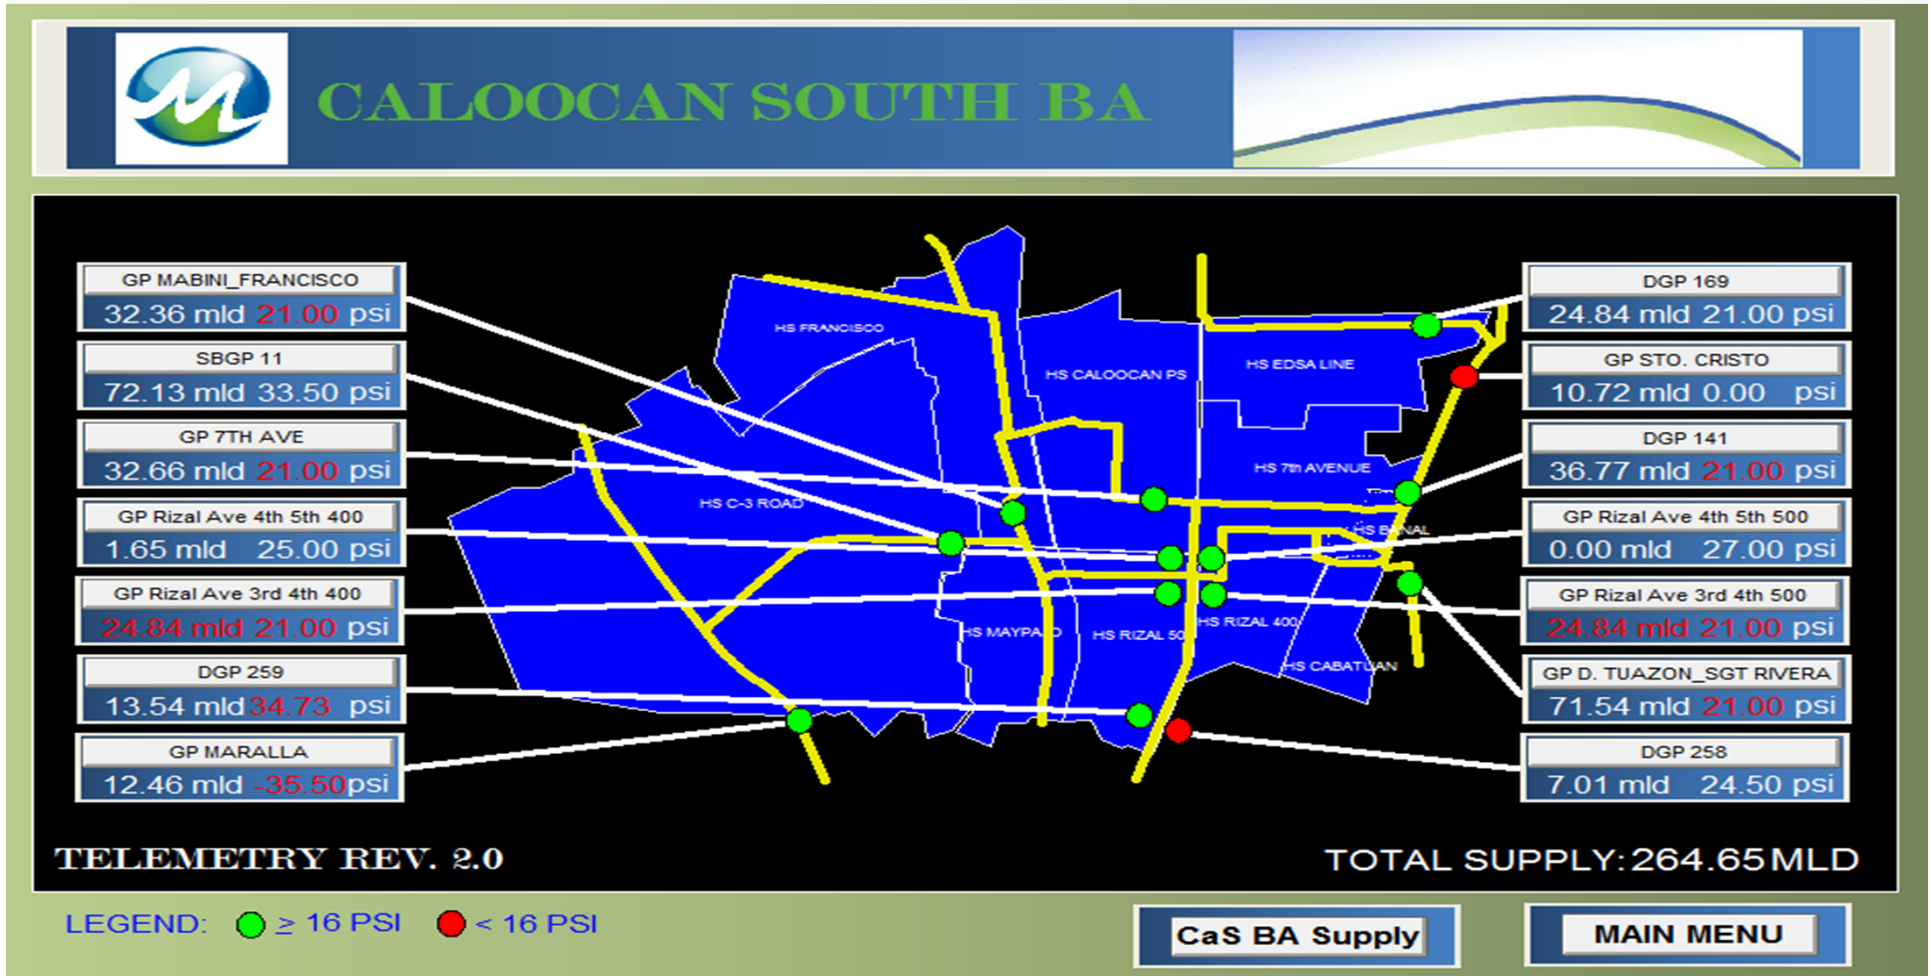 CALOOCAN SOUTH BA
GP MABINI_FRANCISCO
32.36 mld 21.00 psi
SBGP 11
72.13 mld 33.50 psi
GP 7TH AVE
32.66 mld 21.00 psi
GP Rizal Ave 4th 5th 400
1.65 mld 25.00 psi
GP Rizal Ave 3rd 4th 400
24.84 mld 21.00 psi
DGP 259
13.54 mld 34.73 psi
GP MARALLA
12.46 mld -35.50 psi
HS FRANCISCO
HS CALOOCAN PS
HS EDSA LINE
HS 7th AVENUE
HS C-3 ROAD
HS MAYPAJO
HS RIZAL 50
HS RIZAL 400
HS CABATUAN
DGP 169
24.84 mld 21.00 psi
GP STO. CRISTO
10.72 mld 0.00 psi
DGP 141
36.77 mld 21.00 psi
GP Rizal Ave 4th 5th 500
0.00 mld 27.00 psi
GP Rizal Ave 3rd 4th 500
24.84 mld 21.00 psi
GP D. TUAZON_SGT RIVERA
71.54 mld 21.00 psi
DGP 258
7.01 mld 24.50 psi
TELEMETRY REV. 2.0
TOTAL SUPPLY: 264.65 MLD
LEGEND: ≥ 16 PSI < 16 PSI
CaS BA Supply
MAIN MENU